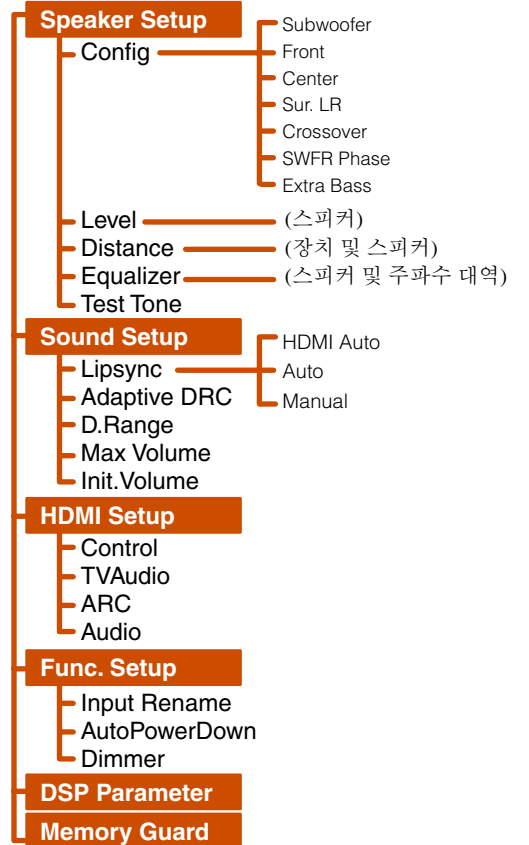 Speaker Setup
Config
Subwoofer
Front
Center
Sur. LR
Crossover
SWFR Phase
Extra Bass
Level (스피커)
Distance (장치 및 스피커)
Equalizer (스피커 및 주파수 대역)
Test Tone
Sound Setup
Lipsync
HDMI Auto
Auto
Manual
Adaptive DRC
D.Range
Max Volume
Init.Volume
HDMI Setup
Control
TVAudio
ARC
Audio
Func. Setup
Input Rename
AutoPowerDown
Dimmer
DSP Parameter
Memory Guard